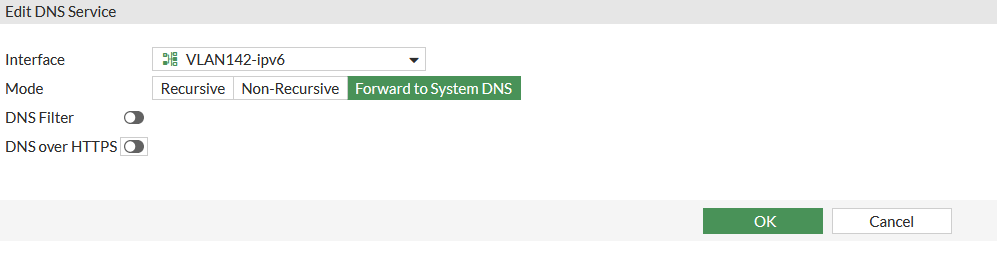 Edit DNS Service
Interface VLAN142-ipv6
Mode Recursive Non-Recursive Forward to System DNS
DNS Filter
DNS over HTTPS
OK Cancel